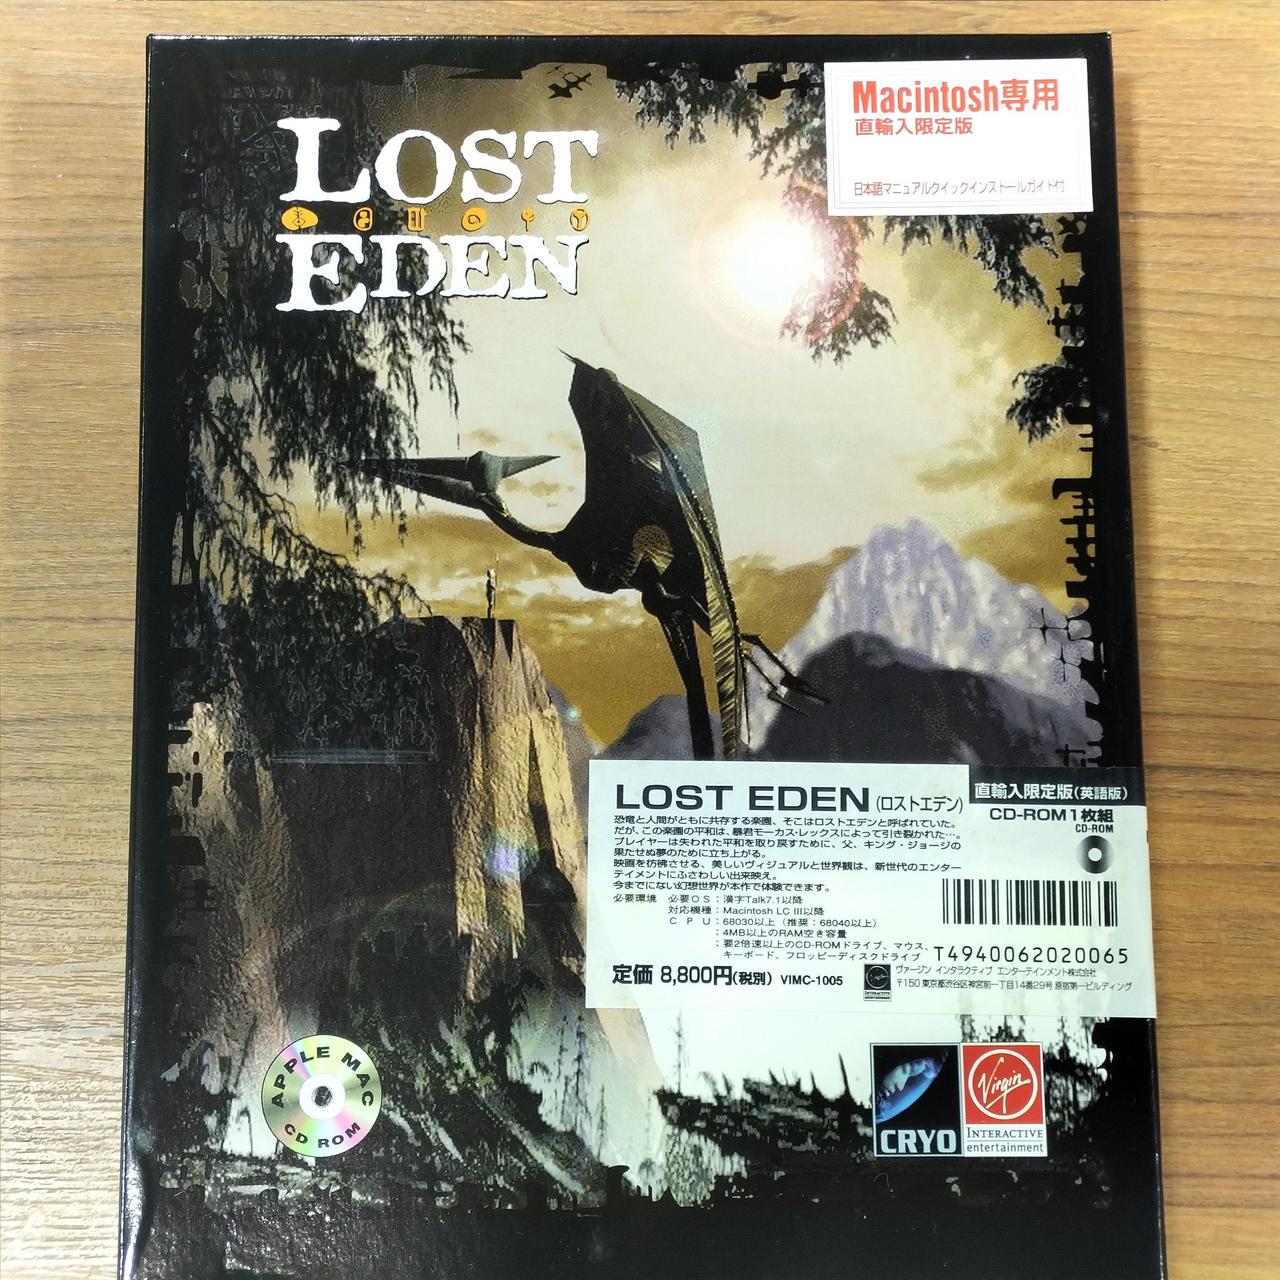 Macintosh専用
直輸入限定版
日本語マニュアルクイックインストールガイド付
LOST
EDEN
LOST EDEN (ロストエデン)
直輸入限定版(英語版)
CD-ROM1枚組
CD-ROM
恐竜と人間がともに共存する楽園、そこはロストエデンと呼ばれていた。
だが、この楽園の平和は、暴君モーカス・レックスによって引き裂かれた…。
プレイヤーは失われた平和を取り戻すために、父、キング・ジョージの
果たせぬ夢のために立ち上がる。
映画を彷彿させる、美しいヴィジュアルと世界観は、新世代のエンター
テイメントにふさわしい出来映え。
今までにない幻想世界が本作で体験できます。
必要環境 必要OS:漢字Talk7.1以降
対応機種:Macintosh LC III以降
CPU:68030以上(推奨:68040以上)
:4MB以上のRAM空き容量
:要2倍速以上のCD-ROMドライブ、マウス、
キーボード、フロッピーディスクドライブ
T4940062020065
定価 8,800円(税別) VIMC-1005
ヴァージン インタラクティブ エンターテインメント株式会社
〒150 東京都渋谷区神宮前一丁目14番29号 原宿第一ビルディング
APPLE MAC
CD ROM
CRYO
Virgin
INTERACTIVE
entertainment